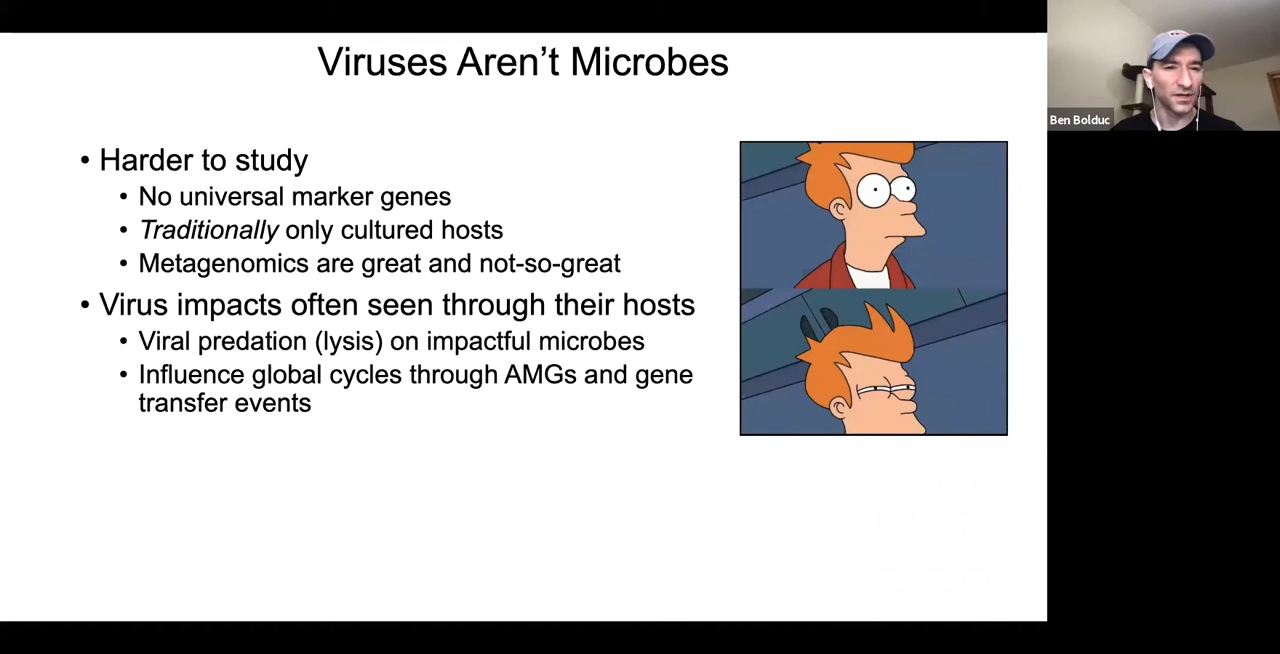 Viruses Aren’t Microbes
• Harder to study
• No universal marker genes
• Traditionally only cultured hosts
• Metagenomics are great and not-so-great
• Virus impacts often seen through their hosts
• Viral predation (lysis) on impactful microbes
• Influence global cycles through AMGs and gene
transfer events
Ben Bolduc